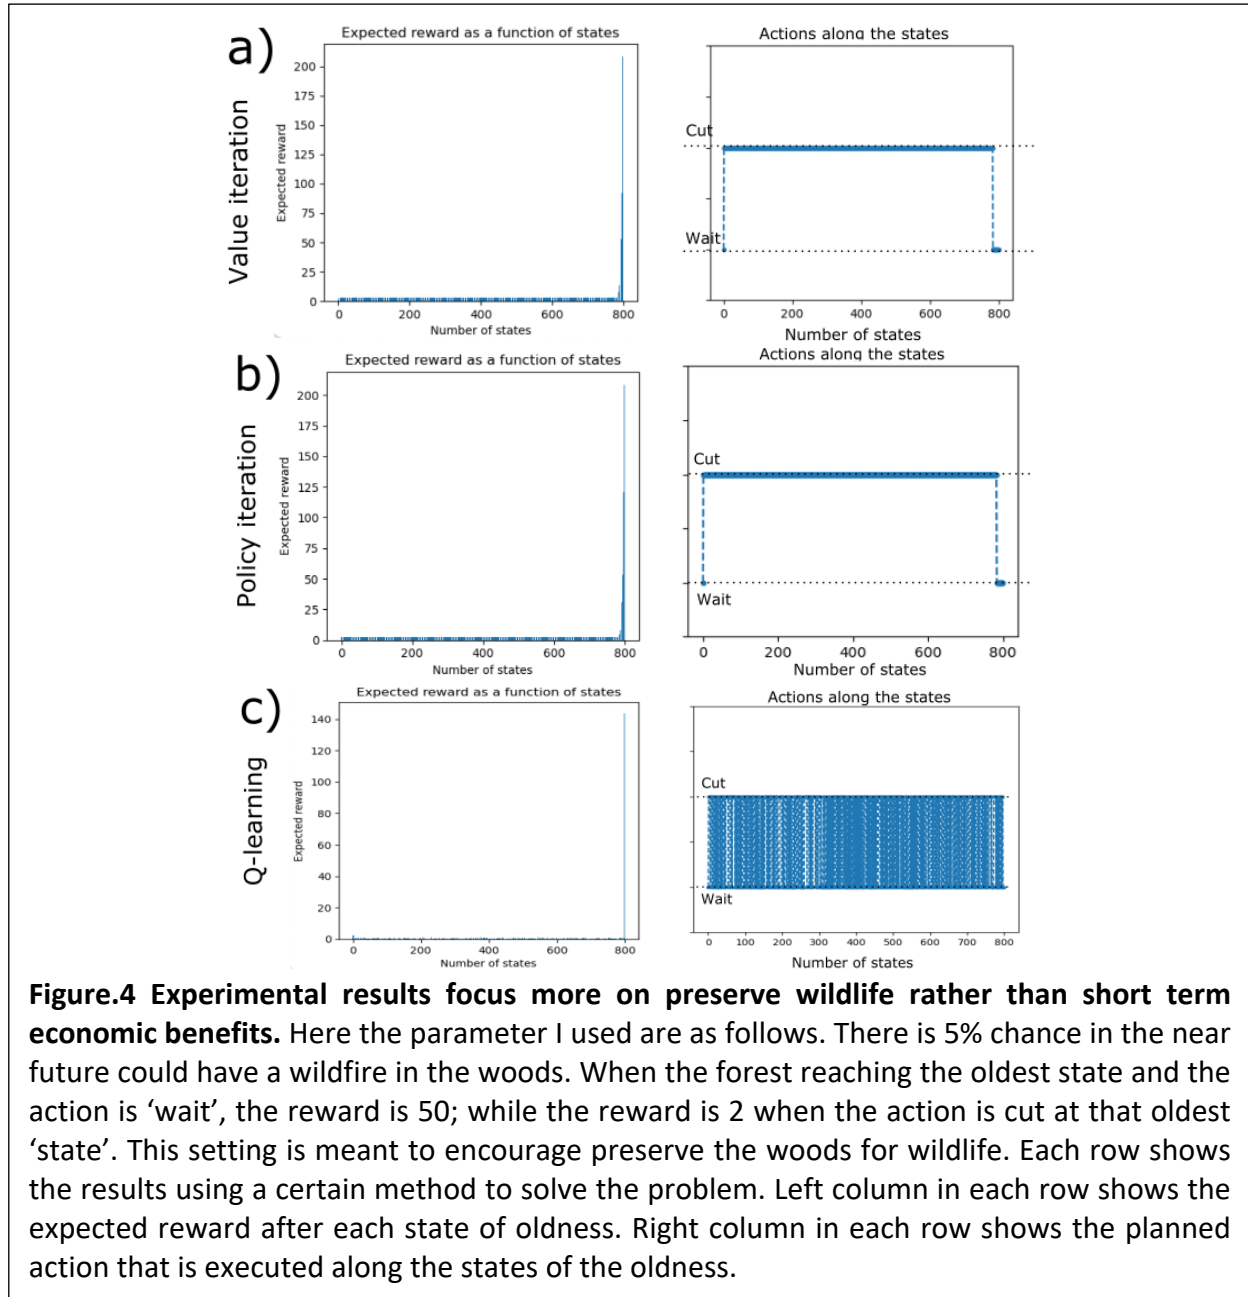 a)
Value iteration
Expected reward as a function of states
200
175
150
125
100
75
50
25
0
Expected reward
0 200 400 600 800
Number of states
Actions along the states
Cut
Wait
0 200 400 600 800
Number of states
b)
Policy iteration
Expected reward as a function of states
200
175
150
125
100
75
50
25
0
Expected reward
0 200 400 600 800
Number of states
Actions along the states
Cut
Wait
0 200 400 600 800
Number of states
c)
Q-learning
Expected reward as a function of states
140
120
100
80
60
40
20
0
Expected reward
0 200 400 600 800
Number of states
Actions along the states
Cut
Wait
0 100 200 300 400 500 600 700 800
Number of states
Figure.4 Experimental results focus more on preserve wildlife rather than short term
economic benefits. Here the parameter I used are as follows. There is 5% chance in the near
future could have a wildfire in the woods. When the forest reaching the oldest state and the
action is ‘wait’, the reward is 50; while the reward is 2 when the action is cut at that oldest
‘state’. This setting is meant to encourage preserve the woods for wildlife. Each row shows
the results using a certain method to solve the problem. Left column in each row shows the
expected reward after each state of oldness. Right column in each row shows the planned
action that is executed along the states of the oldness.